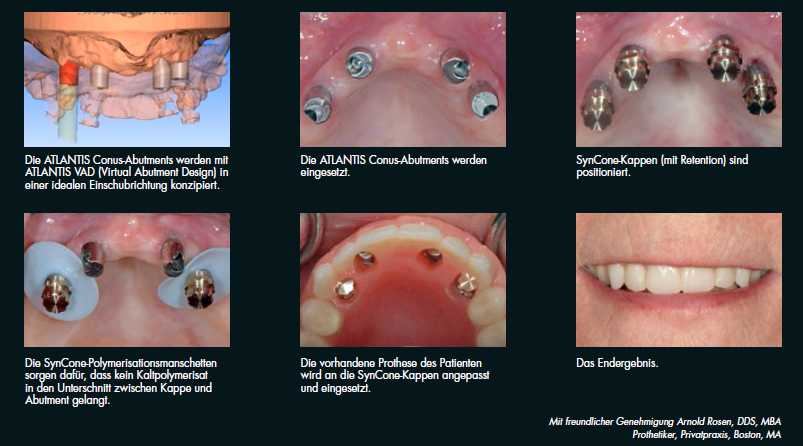 Die ATLANTIS Conus-Abutments werden mit
ATLANTIS VAD (Virtual Abutment Design) in
einer idealen Einschubrichtung konzipiert.
Die ATLANTIS Conus-Abutments werden
eingesetzt.
SynCone-Kappen (mit Retention) sind
positioniert.
Die SynCone-Polymerisationsmanschetten
sorgen dafür, dass kein Kaltpolymerisat
in den Unterschnitt zwischen Kappe und
Abutment gelangt.
Die vorhandene Prothese des Patienten
wird an die SynCone-Kappen angepasst
und eingesetzt.
Das Endergebnis.
Mit freundlicher Genehmigung Arnold Rosen, DDS, MBA
Prothetiker, Privatpraxis, Boston, MA